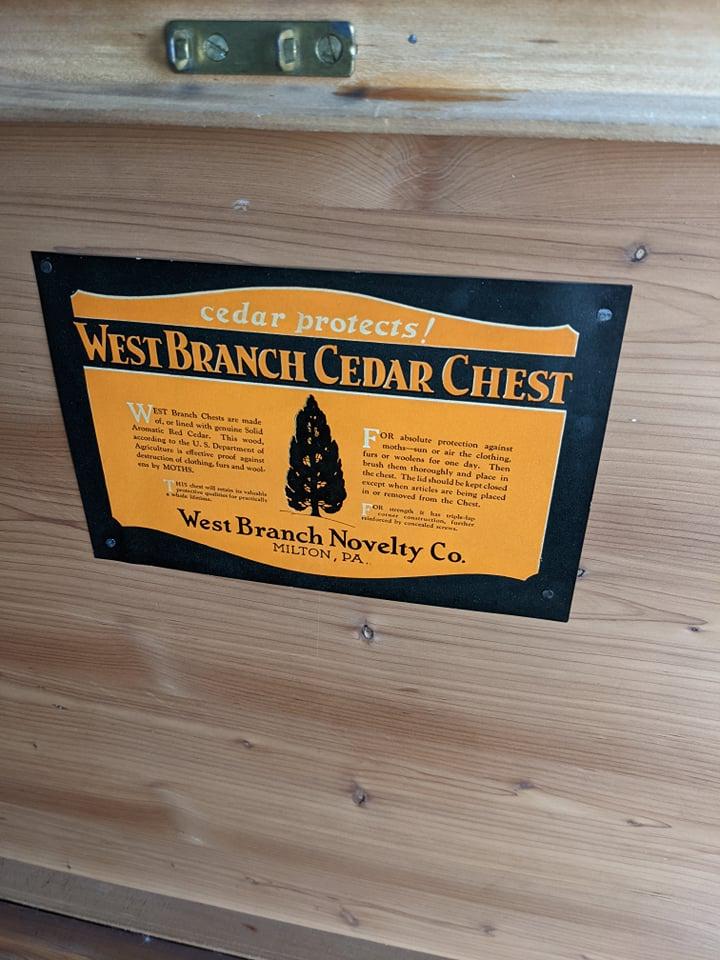 cedar protects!
WEST BRANCH CEDAR CHEST
WEST Branch Chests are made
of, or lined with genuine Solid
Aromatic Red Cedar. This wood,
according to the U. S. Department of
Agriculture is effective proof against
destruction of clothing, furs and wool-
ens by MOTHS.
THIS chest will retain its valuable
protective qualities for practically
a whole lifetime.
FOR absolute protection against
moths—sun or air the clothing,
furs or woolens for one day. Then
brush them thoroughly and place in
the chest. The lid should be kept closed
except when articles are being placed
in or removed from the Chest.
FOR strength it has triple-lap
corner construction, further
reinforced by concealed screws.
West Branch Novelty Co.
MILTON, PA.